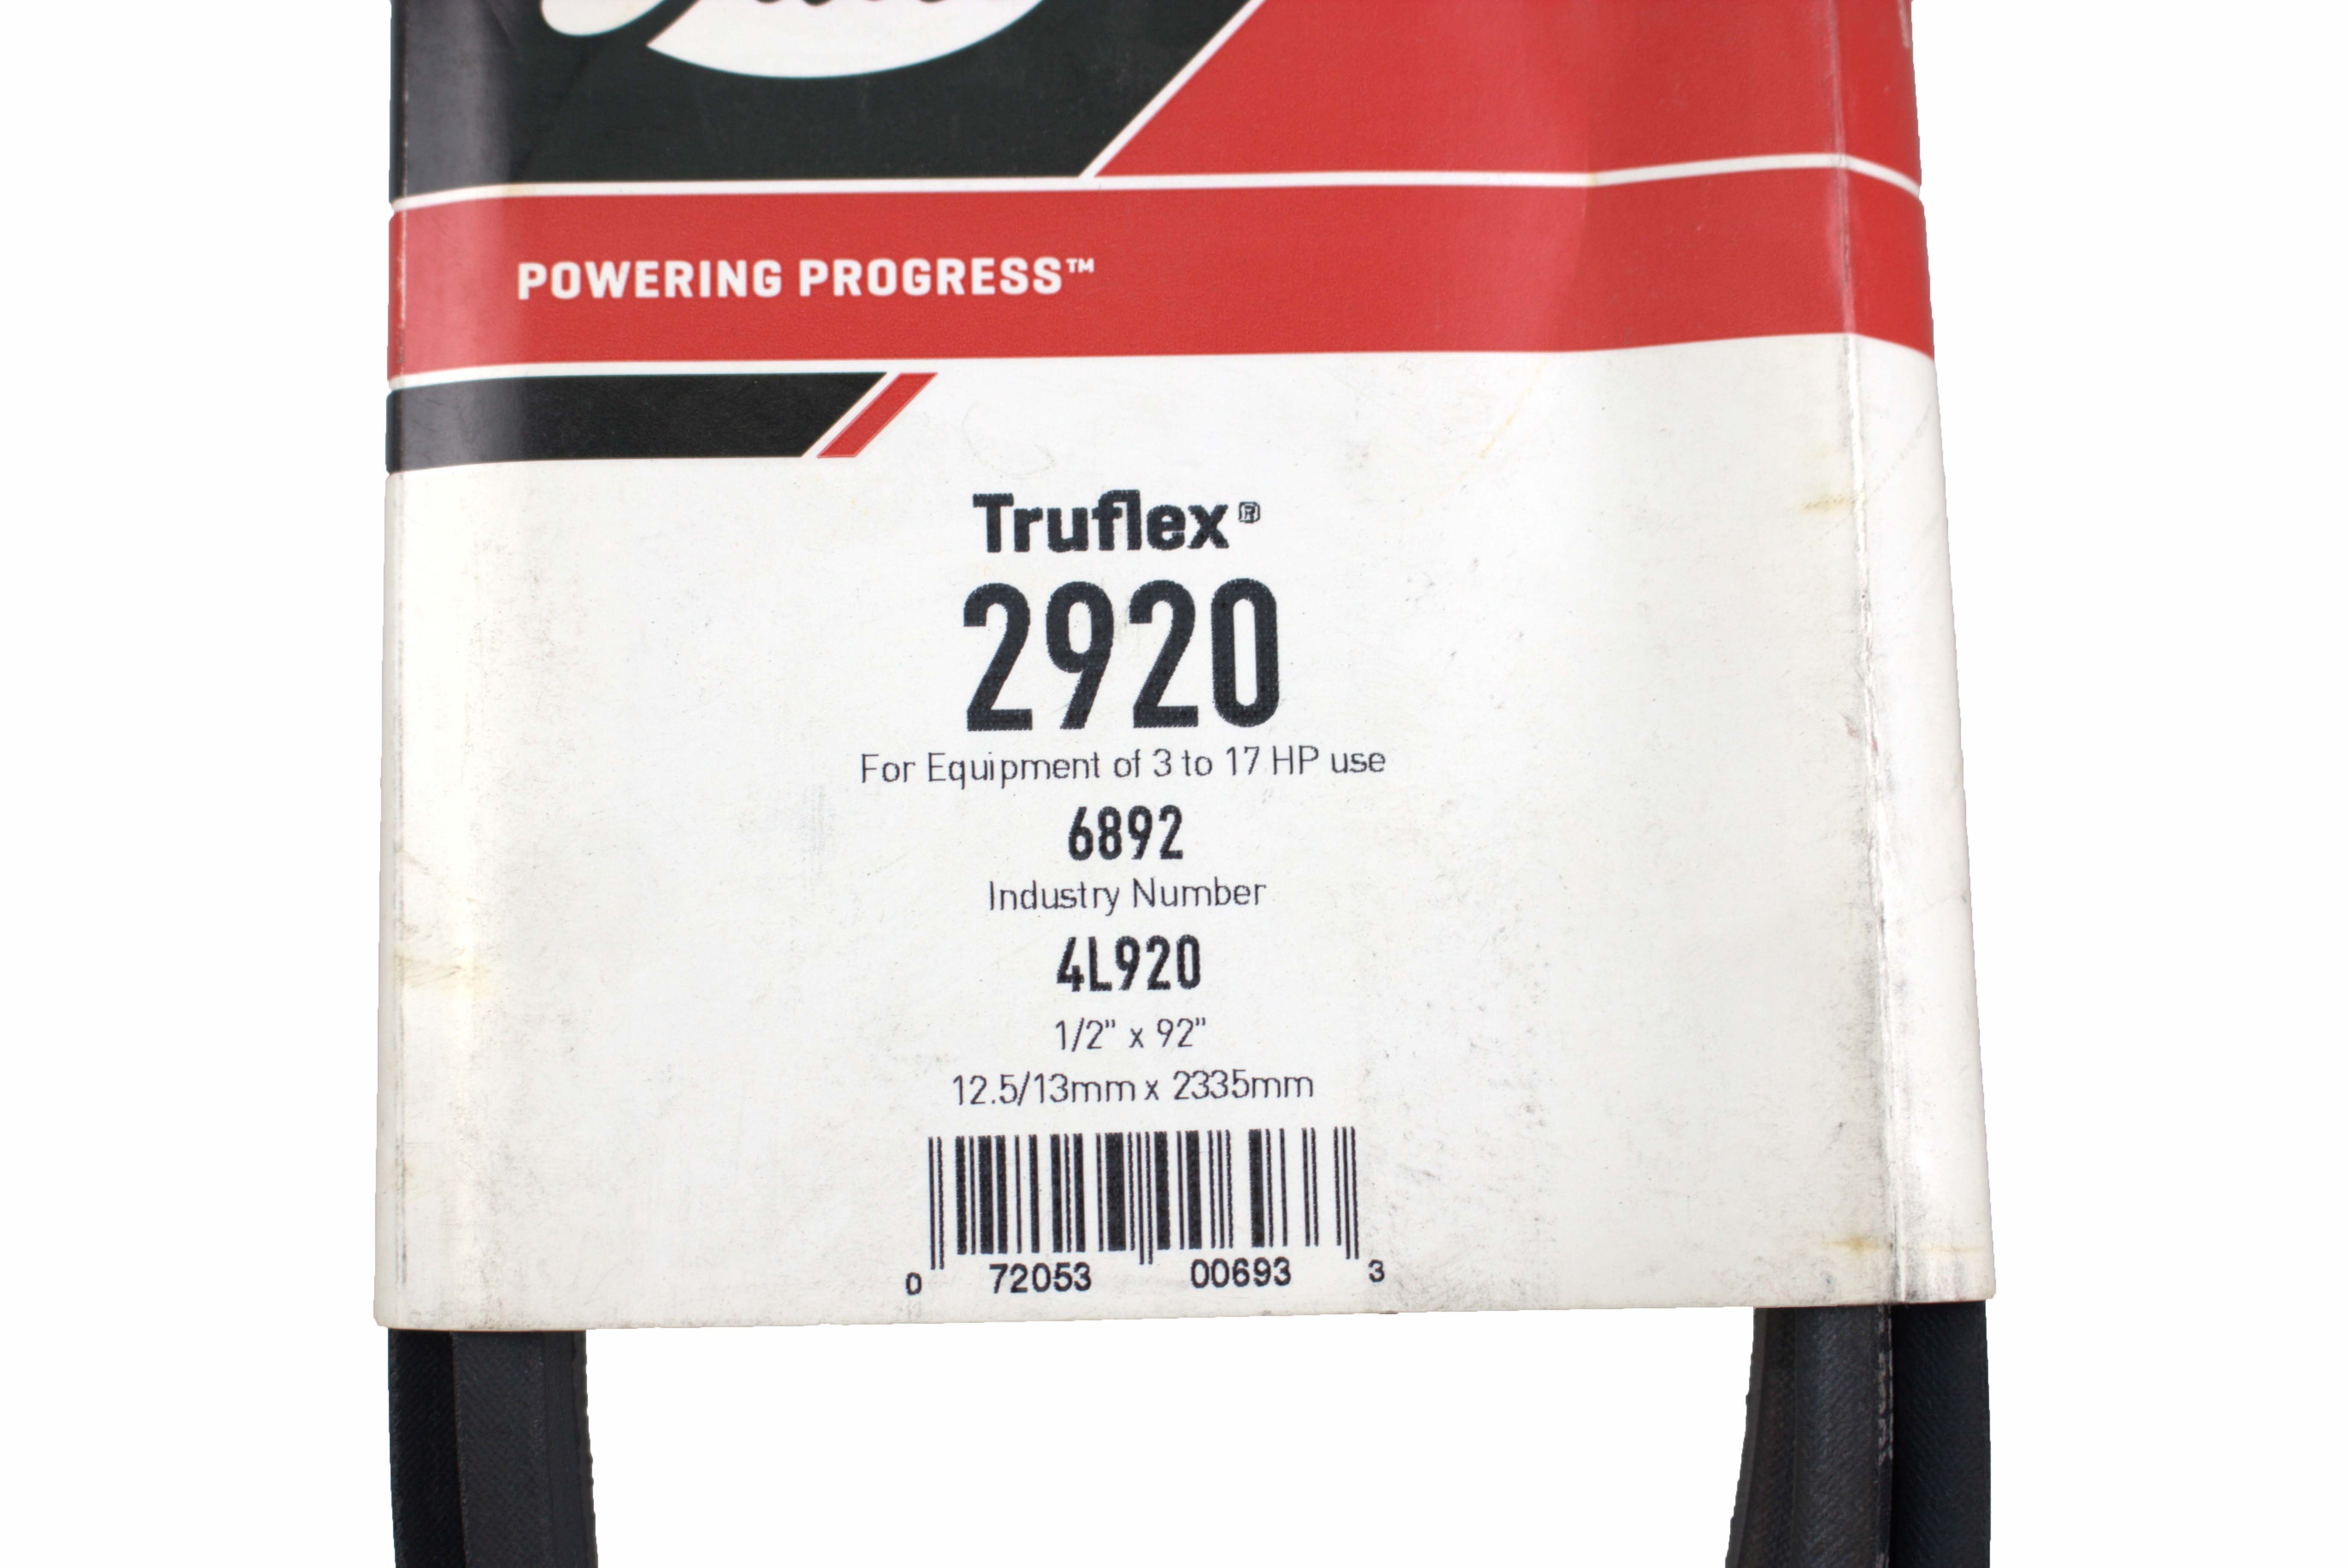 POWERING PROGRESS™
Truflex®
2920
For Equipment of 3 to 17 HP use
6892
Industry Number
4L920
1/2" x 92"
12.5/13mm x 2335mm
0 72053 00693 3